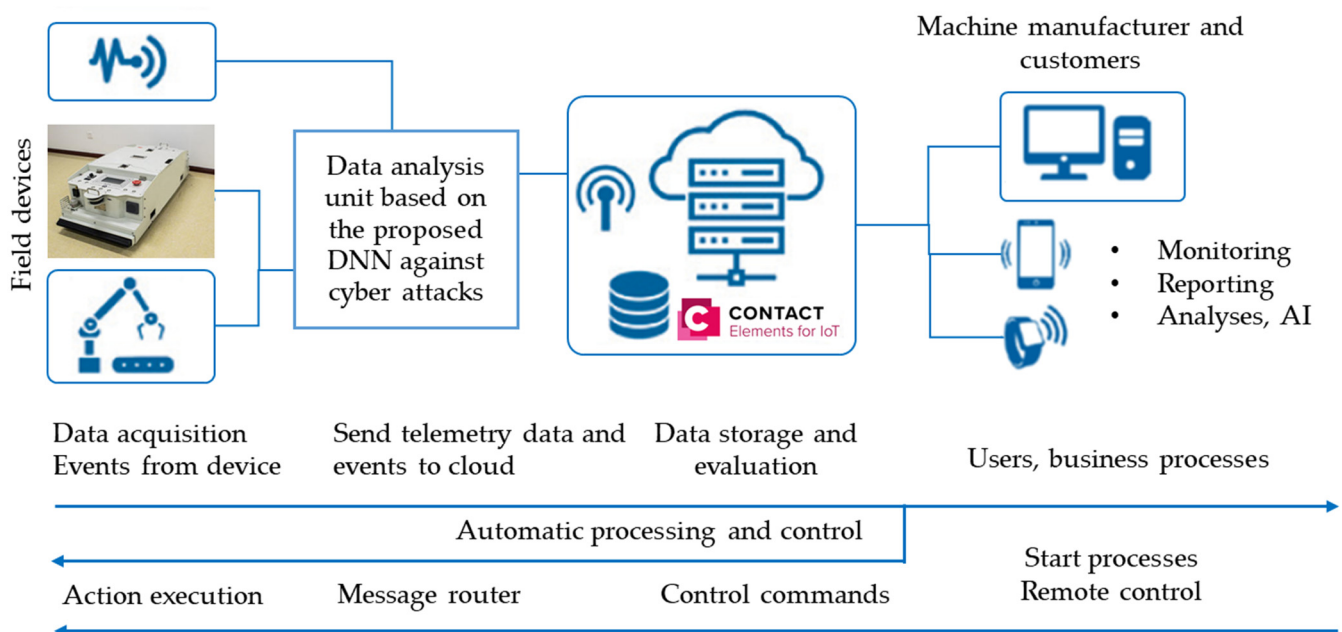 Machine manufacturer and
customers
Field devices
Data analysis
unit based on
the proposed
DNN against
cyber attacks
C
CONTACT
Elements for IoT
• Monitoring
• Reporting
• Analyses, AI
Data acquisition
Events from device
Send telemetry data and
events to cloud
Data storage and
evaluation
Users, business processes
Automatic processing and control
Start processes
Remote control
Action execution
Message router
Control commands